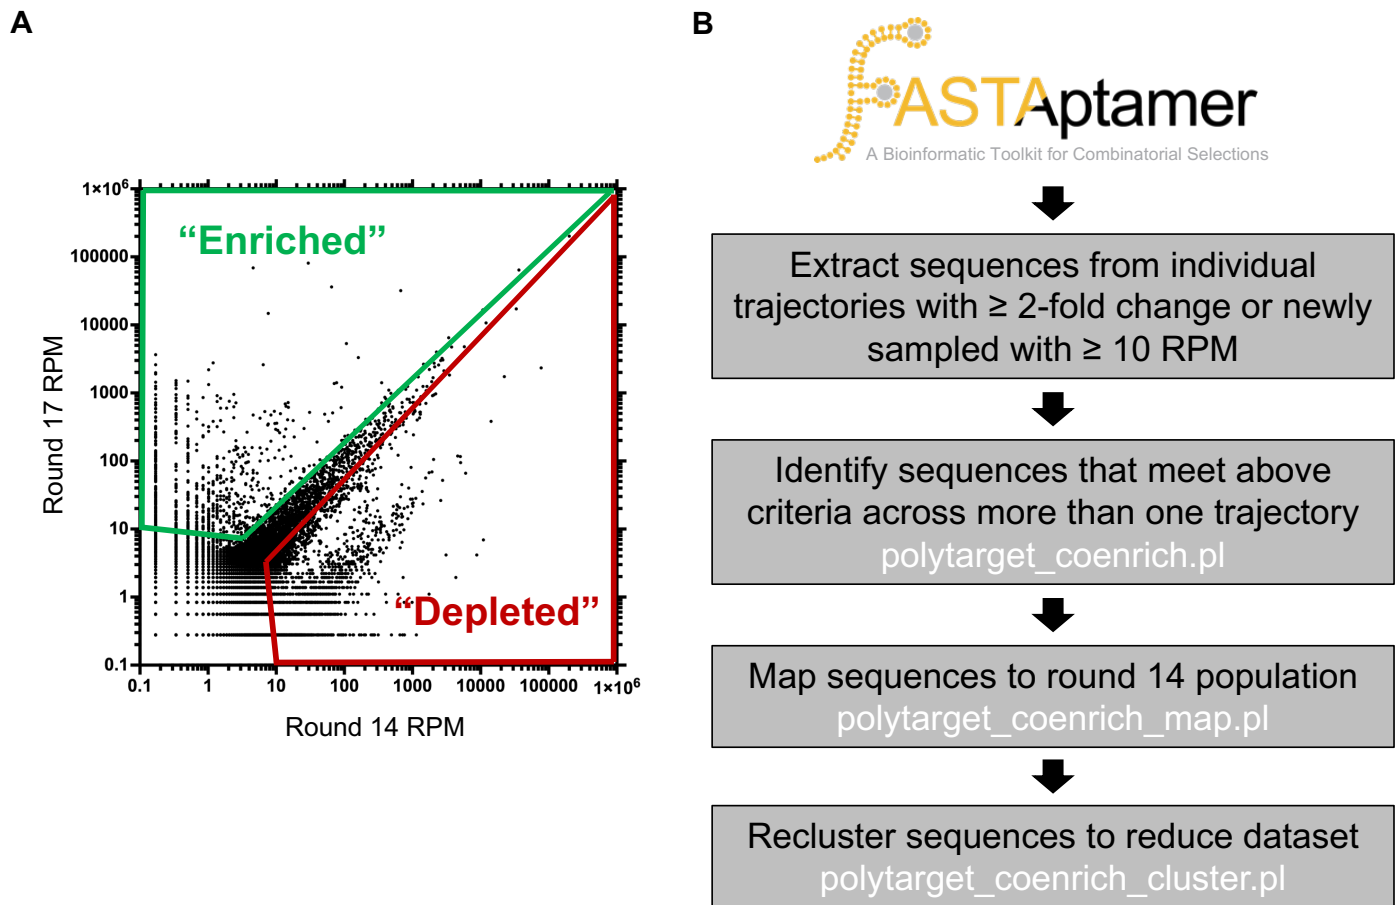 A
1×10⁶
100000
10000
1000
100
10
1
0.1
Round 17 RPM
“Enriched”
“Depleted”
0.1
1
10
100
1000
10000
100000
1×10⁶
Round 14 RPM
B
fASTAptamer
A Bioinformatic Toolkit for Combinatorial Selections
Extract sequences from individual
trajectories with ≥ 2-fold change or newly
sampled with ≥ 10 RPM
Identify sequences that meet above
criteria across more than one trajectory
polytarget_coenrich.pl
Map sequences to round 14 population
polytarget_coenrich_map.pl
Recluster sequences to reduce dataset
polytarget_coenrich_cluster.pl